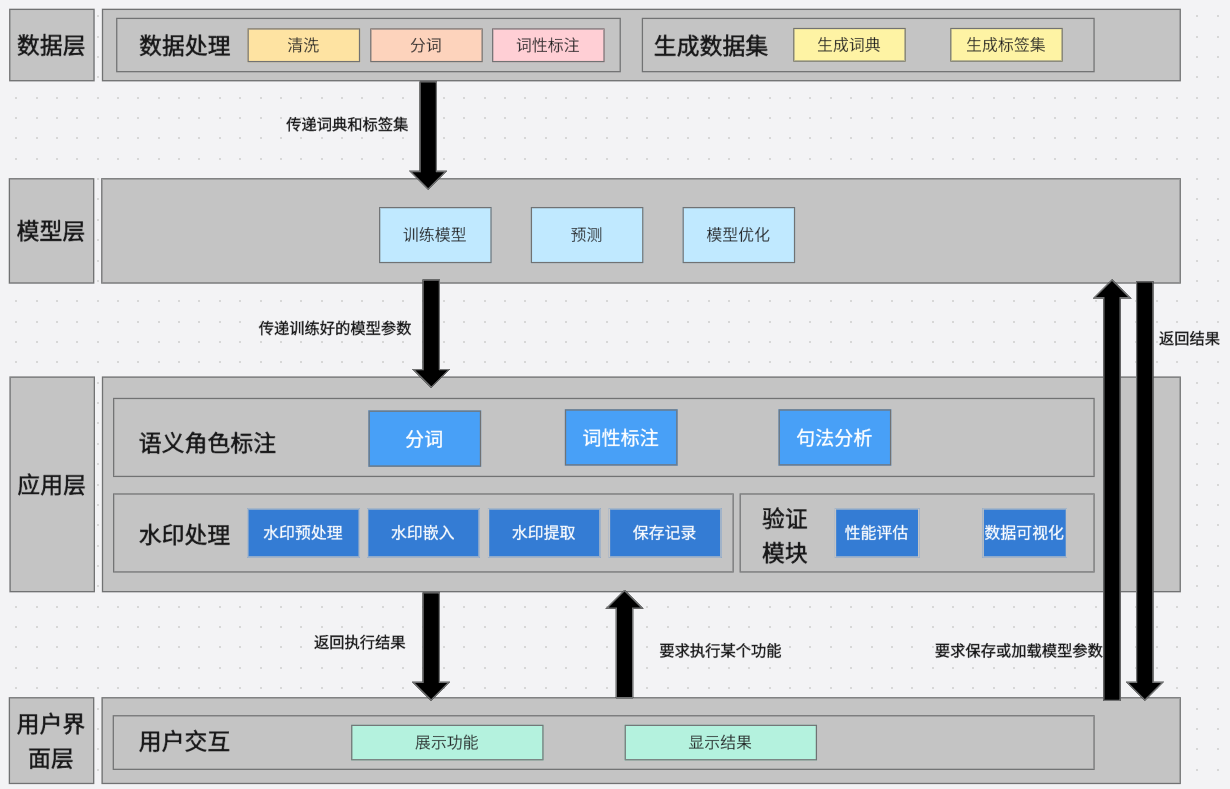 数据层
数据处理
清洗
分词
词性标注
生成数据集
生成词典
生成标签集
传递词典和标签集
模型层
训练模型
预测
模型优化
传递训练好的模型参数
返回结果
应用层
语义角色标注
分词
词性标注
句法分析
水印处理
水印预处理
水印嵌入
水印提取
保存记录
验证
模块
性能评估
数据可视化
返回执行结果
要求执行某个功能
要求保存或加载模型参数
用户界
面层
用户交互
展示功能
显示结果